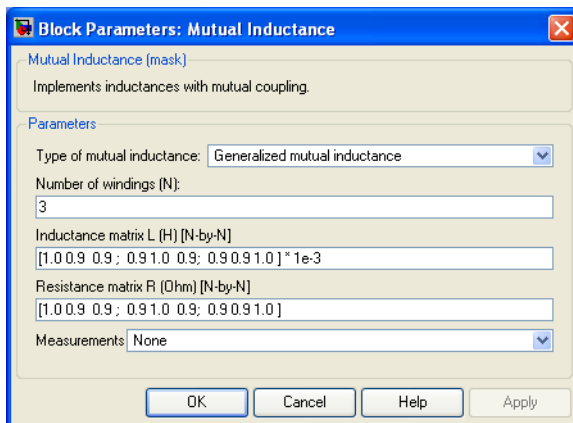 Block Parameters: Mutual Inductance
Mutual Inductance (mask)
Implements inductances with mutual coupling.
Parameters
Type of mutual inductance: Generalized mutual inductance
Number of windings (N):
3
Inductance matrix L (H) [N-by-N]
[1.0 0.9 0.9 ; 0.9 1.0 0.9; 0.9 0.9 1.0 ] * 1e-3
Resistance matrix R (Ohm) [N-by-N]
[1.0 0.9 0.9 ; 0.9 1.0 0.9; 0.9 0.9 1.0 ]
Measurements None
OK Cancel Help Apply